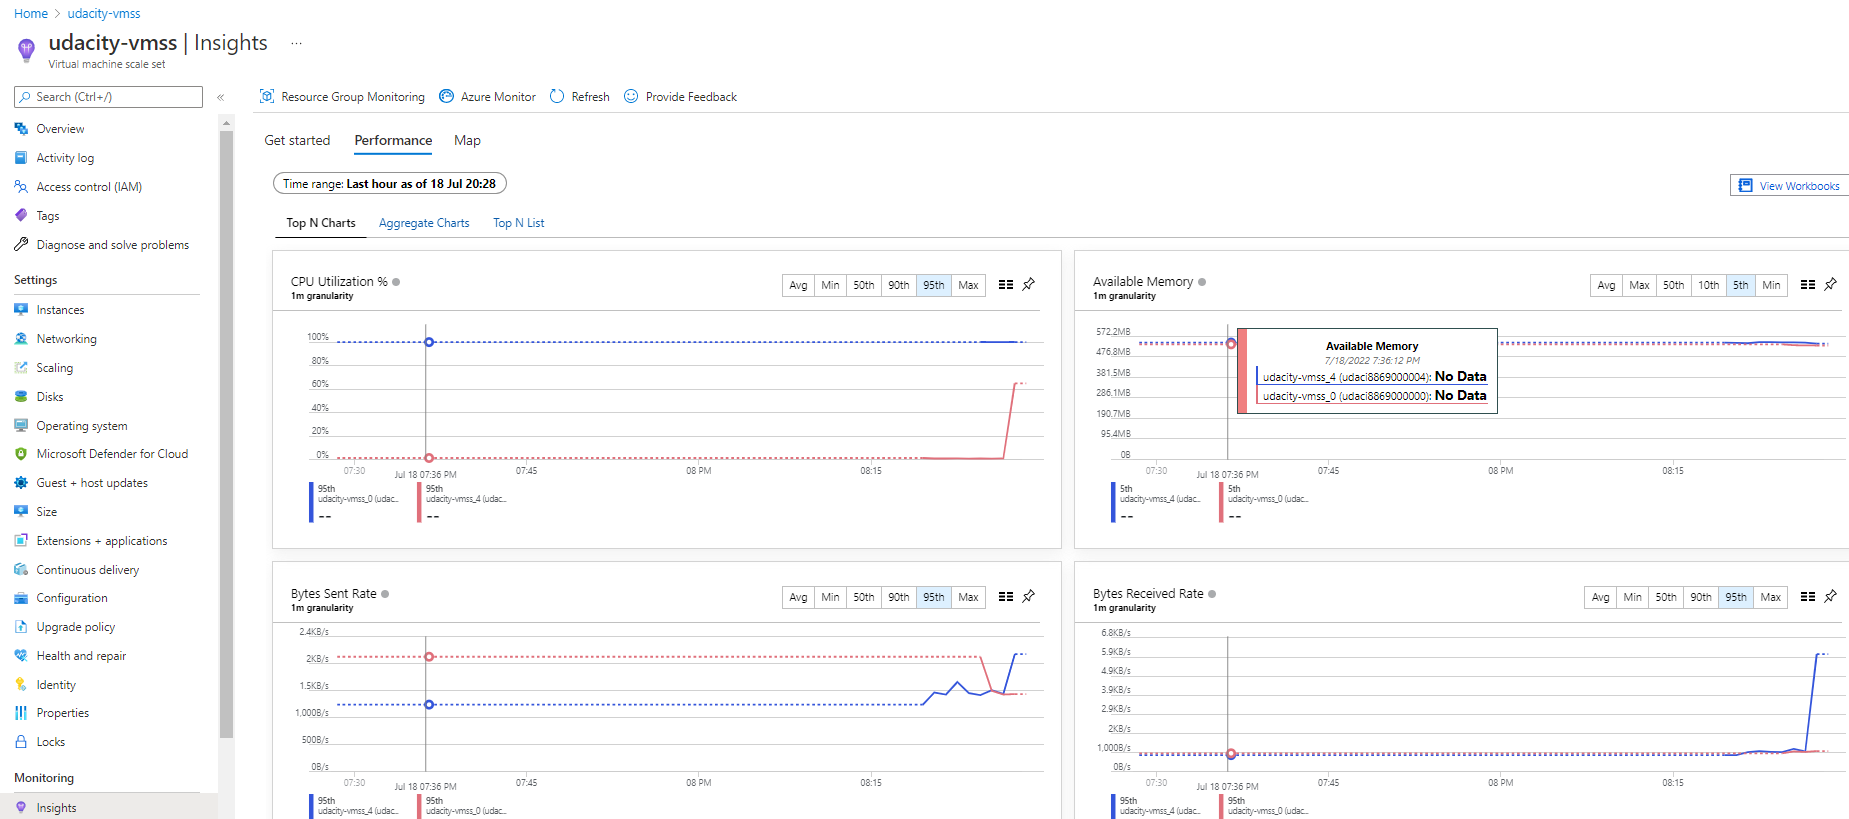 Home > udacity-vmss
udacity-vmss | Insights ...
Virtual machine scale set
Search (Ctrl+/) «
Overview
Activity log
Access control (IAM)
Tags
Diagnose and solve problems
Settings
Instances
Networking
Scaling
Disks
Operating system
Microsoft Defender for Cloud
Guest + host updates
Size
Extensions + applications
Continuous delivery
Configuration
Upgrade policy
Health and repair
Identity
Properties
Locks
Monitoring
Insights
Resource Group Monitoring Azure Monitor Refresh Provide Feedback
Get started Performance Map
Time range: Last hour as of 18 Jul 20:28
View Workbooks
Top N Charts Aggregate Charts Top N List
CPU Utilization %
1m granularity
Avg Min 50th 90th 95th Max
100%
80%
60%
40%
20%
0%
07:30 Jul 18 07:36 PM 07:45 08 PM 08:15
95th 95th
udacity-vmss_0 (udac... udacity-vmss_4 (udac...
-- --
Available Memory
1m granularity
Avg Max 50th 10th 5th Min
572.2MB
476.8MB
381.5MB
286.1MB
190.7MB
95.4MB
0B
Available Memory
7/18/2022 7:36:12 PM
udacity-vmss_4 (udaci8869000004): No Data
udacity-vmss_0 (udaci8869000000): No Data
07:30 Jul 18 07:36 PM 07:45 08 PM 08:15
5th 5th
udacity-vmss_4 (udac... udacity-vmss_0 (udac...
-- --
Bytes Sent Rate
1m granularity
Avg Min 50th 90th 95th Max
2.4KB/s
2KB/s
1.5KB/s
1,000B/s
500B/s
0B/s
07:30 Jul 18 07:36 PM 07:45 08 PM 08:15
95th 95th
udacity-vmss_4 (udac... udacity-vmss_0 (udac...
Bytes Received Rate
1m granularity
Avg Min 50th 90th 95th Max
6.8KB/s
5.9KB/s
4.9KB/s
3.9KB/s
2.9KB/s
2KB/s
1,000B/s
0B/s
07:30 Jul 18 07:36 PM 07:45 08 PM 08:15
95th 95th
udacity-vmss_4 (udac... udacity-vmss_0 (udac...